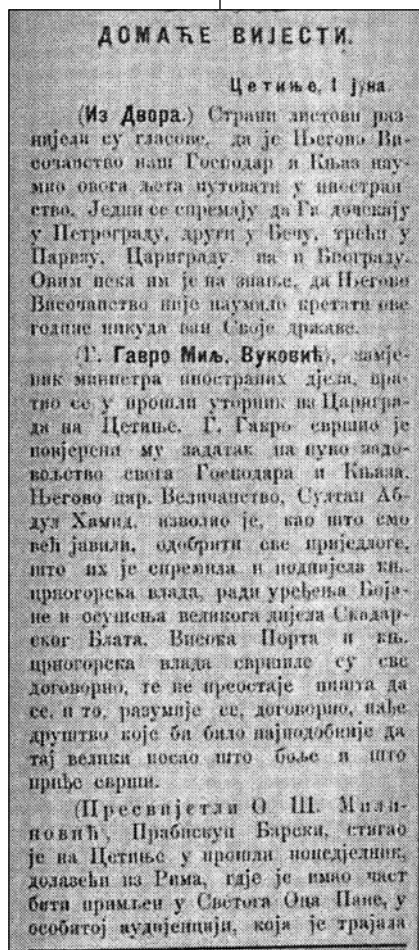 ДОМАЋЕ ВИЈЕСТИ.
Цетиње, 1 јуна.
(Из Двора.) Страни листови раз-
нијели су гласове, да је Његово Ви-
сочанство наш Господар и Књаз нау-
мио овога љета путовати у иностран-
ство. Једни се спремају да Га дочекају
у Петрограду, други у Бечу, трећи у
Паризу, Цариграду, па и Биограду.
Овим нека им је на знање, да Његово
Височанство није наумило кретати ове
године никуда ван Своје државе.
(Г. Гавро Миљ. Вуковић), замје-
ник министра иностраних дјела, вра-
тио се у прошли уторник из Царигра-
да на Цетиње. Г. Гавро свршио је
повјерени му задатак на пуно задо-
вољство свога Господара и Књаза.
Његово цар. Величанство, Султан Аб-
дул Хамид, изволио је, као што смо
већ јавили, одобрити све приједлоге,
што их је спремила и поднијела књ.
црногорска влада, ради уређења Боја-
не и осушења великога дијела Скадар-
ског Блата. Висока Порта и књ.
црногорска влада свршиле су све
договорно, те не преостаје ништа да
се, и то, разумије се, договорно, нађе
друштво које би било најподобније да
тај велики посао што боље и што
прије сврши.
(Пресвијетли О. Ш. Мили-
новић, Прабискуп Барски, стигао
је на Цетиње у прошли понедјељник,
долазећи из Рима, гдје је имао част
бити примљен у Светога Оца Папе, у
особитој аудијенцији, која је трајала